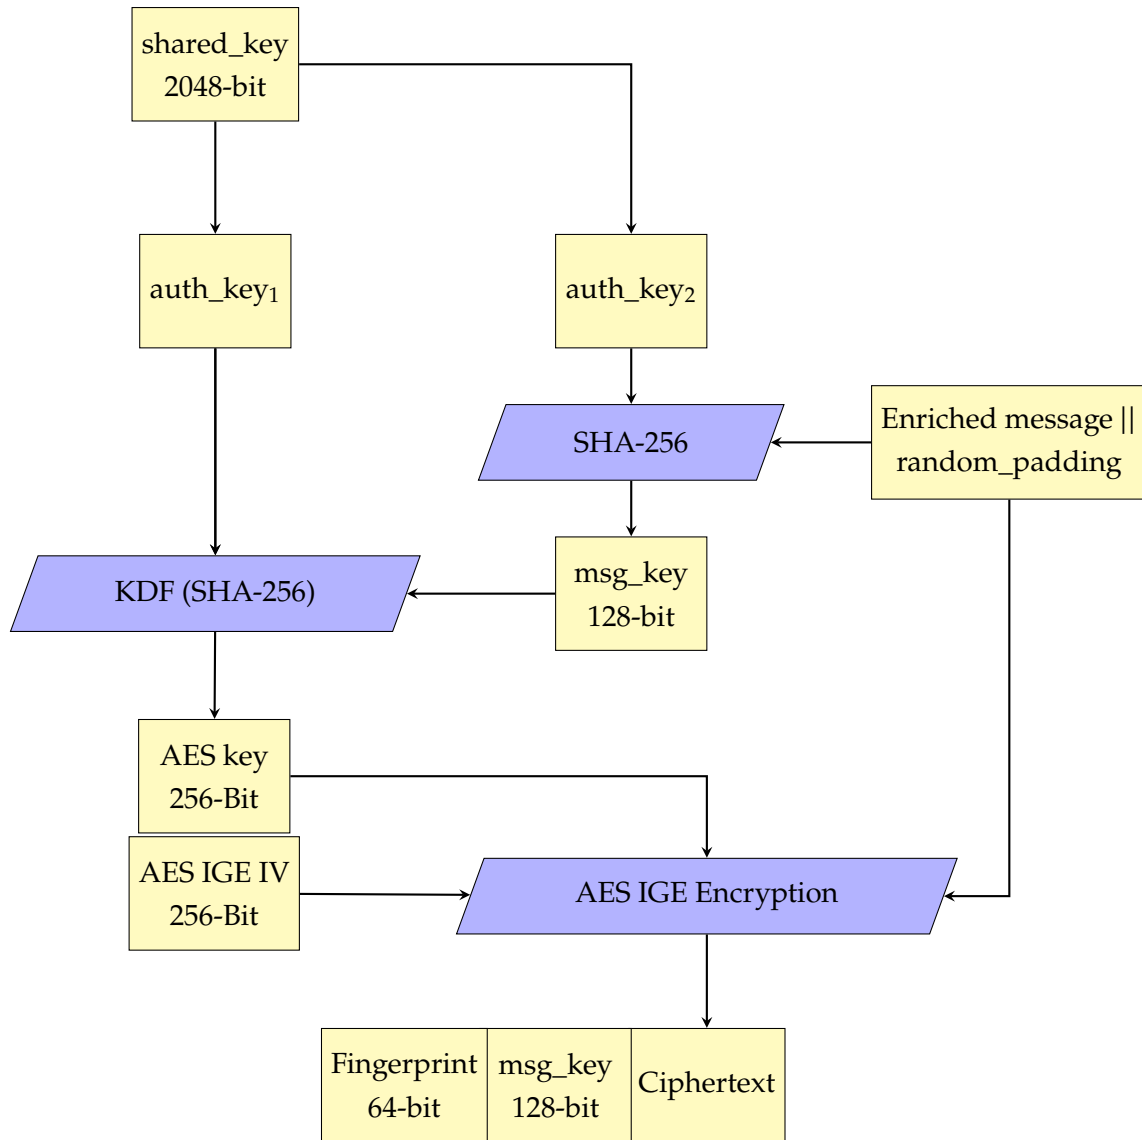 shared_key
2048-bit
auth_key₁
auth_key₂
SHA-256
Enriched message ||
random_padding
KDF (SHA-256)
msg_key
128-bit
AES key
256-Bit
AES IGE IV
256-Bit
AES IGE Encryption
Fingerprint
64-bit
msg_key
128-bit
Ciphertext